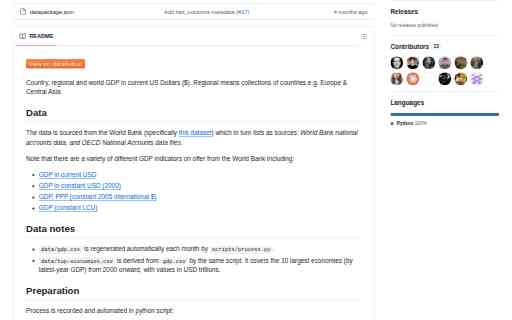 datapackage.json
Add hist_columns metadata (#17)
4 months ago
README
View on datahub.io
Country, regional and world GDP in current US Dollars ($). Regional means collections of countries e.g. Europe &
Central Asia.
Data
The data is sourced from the World Bank (specifically this dataset) which in turn lists as sources: World Bank national
accounts data, and OECD National Accounts data files.
Note that there are a variety of different GDP indicators on offer from the World Bank including:
GDP in current USD
GDP in constant USD (2000)
GDP, PPP (constant 2005 international $)
GDP (constant LCU)
Data notes
data/gdp.csv is regenerated automatically each month by scripts/process.py.
data/top-economies.csv is derived from gdp.csv by the same script. It covers the 10 largest economies (by
latest-year GDP) from 2000 onward, with values in USD trillions.
Preparation
Process is recorded and automated in python script:
Releases
No releases published
Contributors
Languages
Python 100%